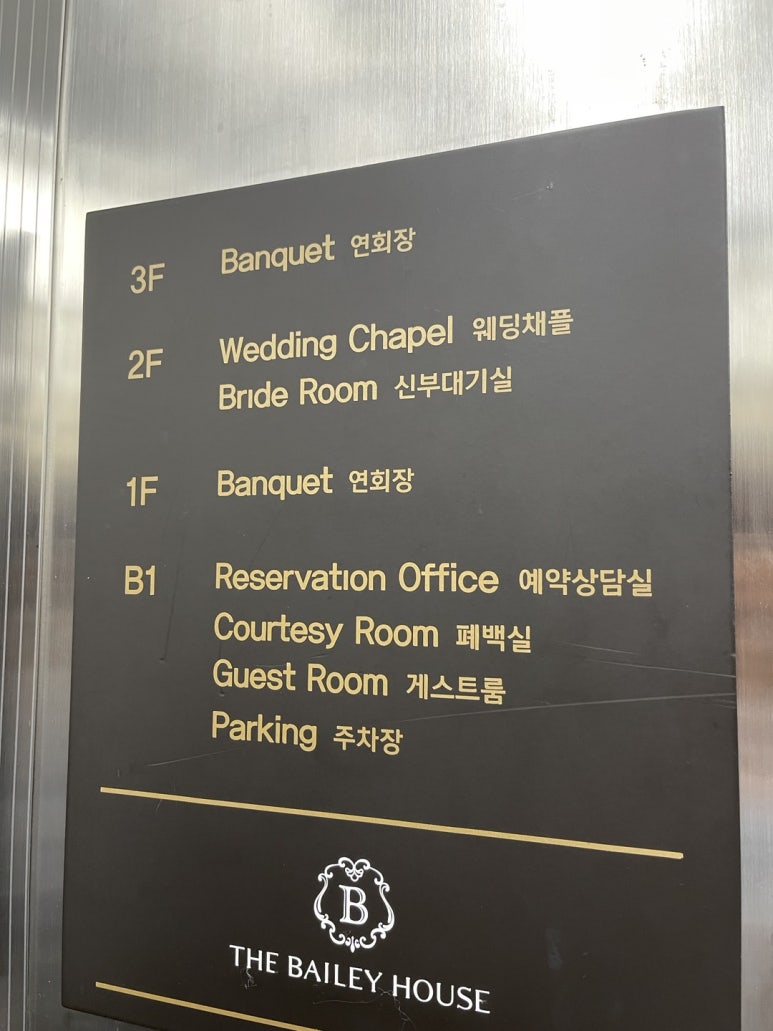 3F Banquet 연회장
2F Wedding Chapel 웨딩채플
Bride Room 신부대기실
1F Banquet 연회장
B1 Reservation Office 예약상담실
Courtesy Room 폐백실
Guest Room 게스트룸
Parking 주차장
B
THE BAILEY HOUSE